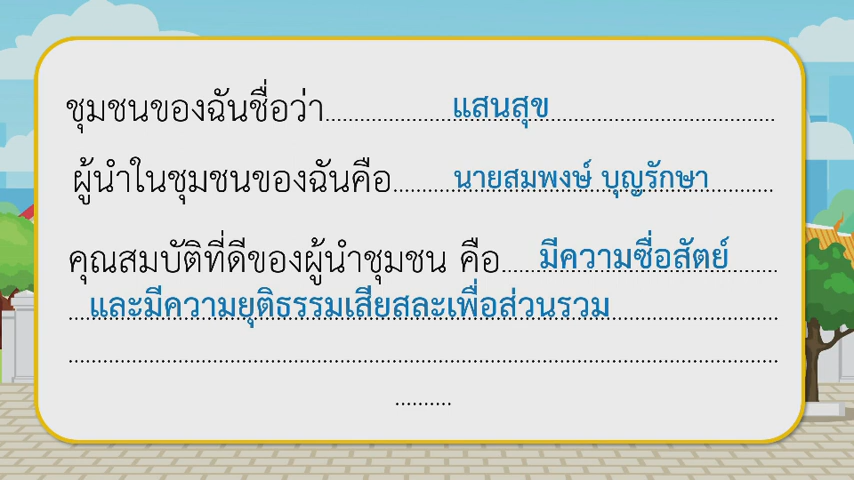 ชุมชนของฉันชื่อว่า..........แสนสุข..........
ผู้นำในชุมชนของฉันคือ..........นายสมพงษ์ บุญรักษา..........
คุณสมบัติที่ดีของผู้นำชุมชน คือ.....มีความซื่อสัตย์.....
และมีความยุติธรรมเสียสละเพื่อส่วนรวม